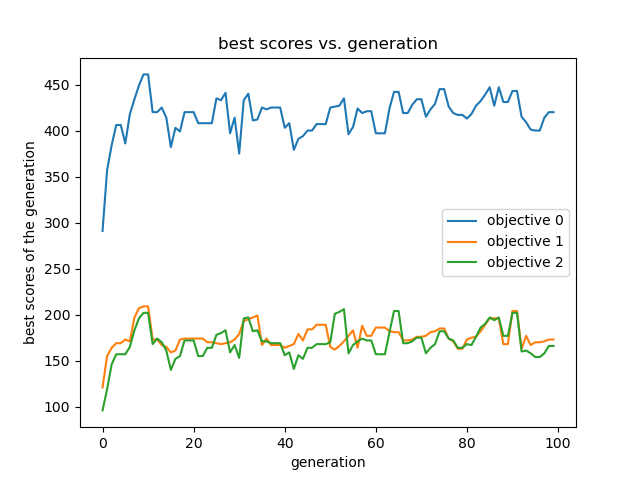 best scores vs. generation
best scores of the generation
450
400
350
300
250
200
150
100
objective 0
objective 1
objective 2
0 20 40 60 80 100
generation